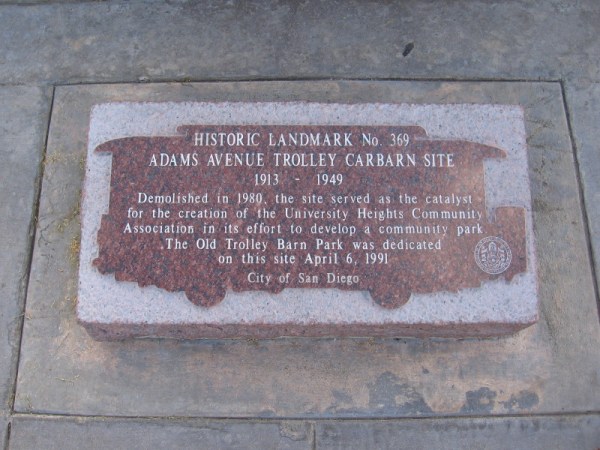 HISTORIC LANDMARK No. 369
ADAMS AVENUE TROLLEY CARBARN SITE
1913 - 1949
Demolished in 1980, the site served as the catalyst
for the creation of the University Heights Community
Association in its effort to develop a community park
The Old Trolley Barn Park was dedicated
on this site April 6, 1991
City of San Diego